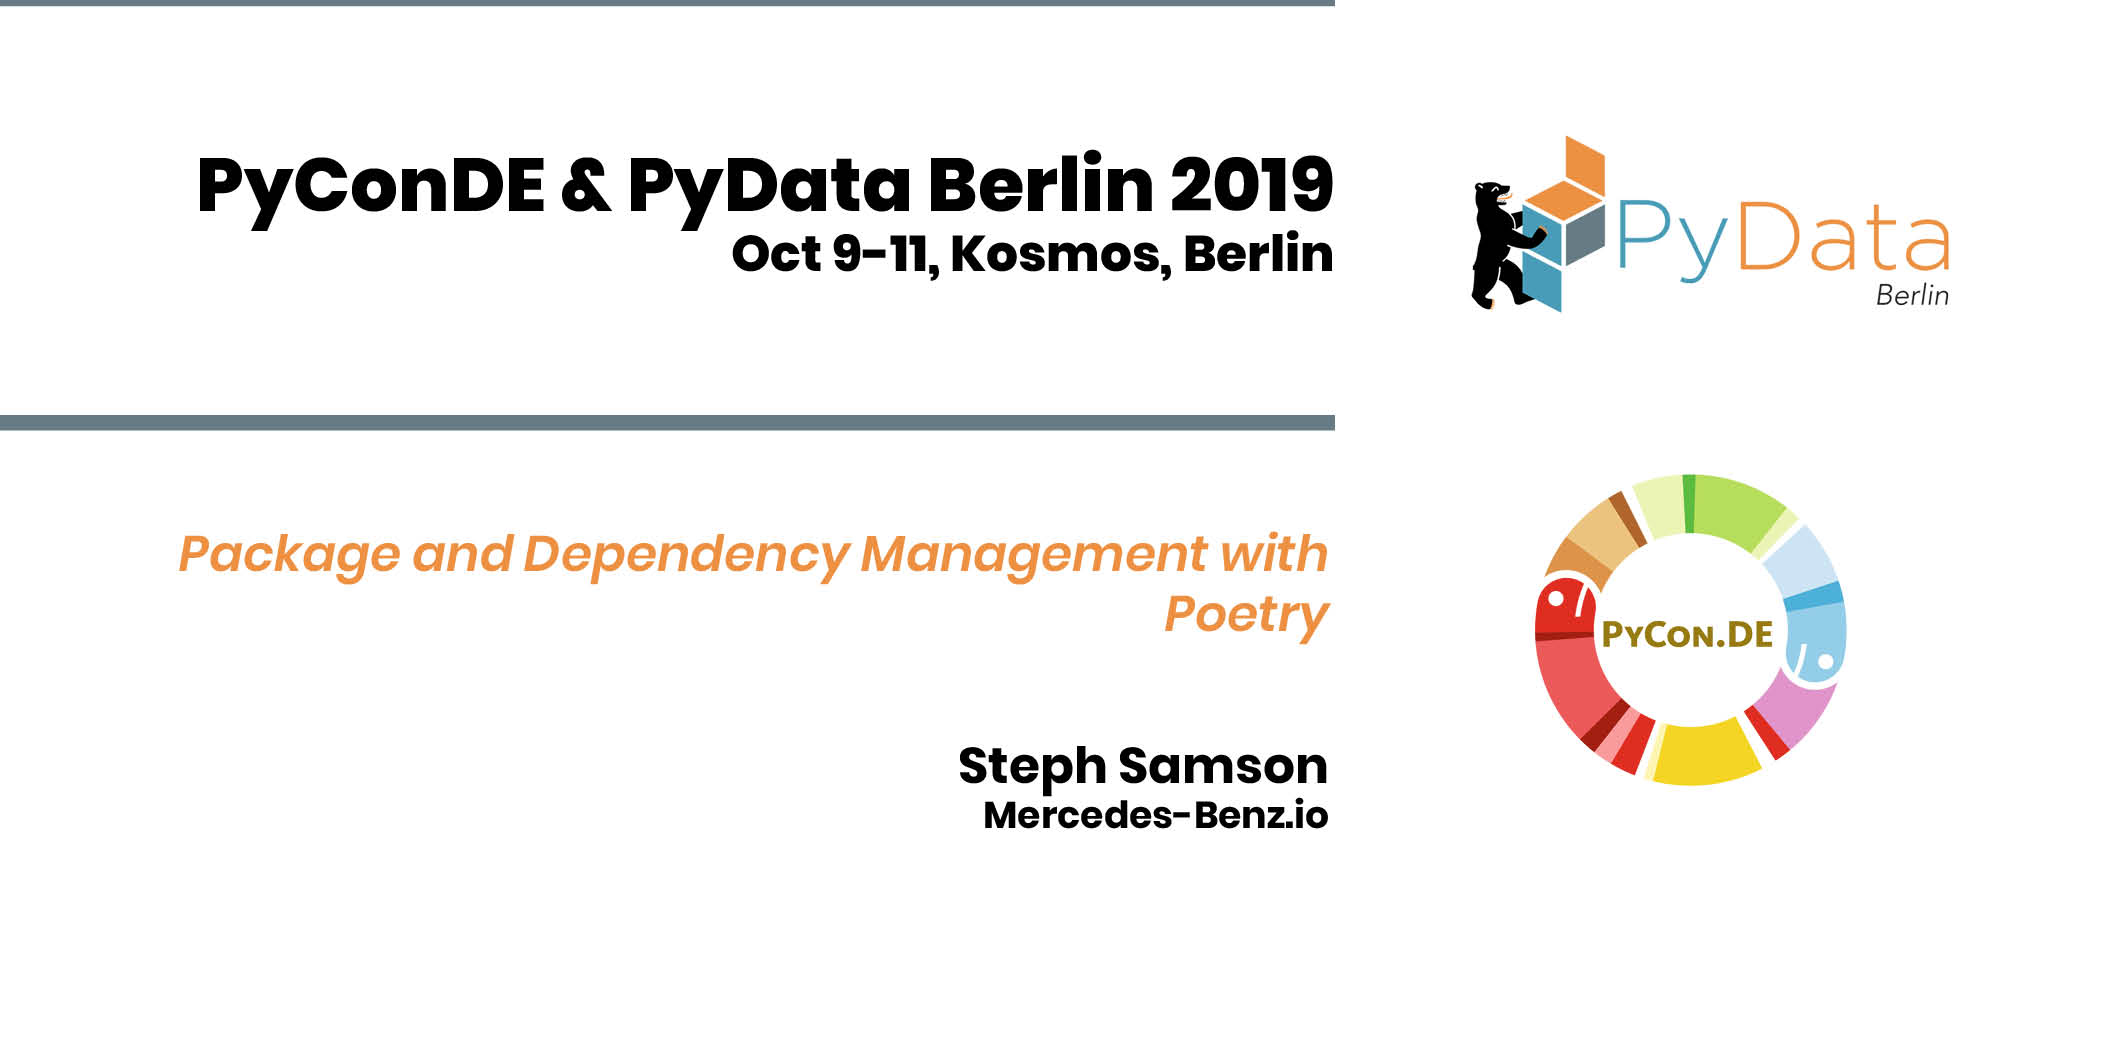 PyConDE & PyData Berlin 2019
Oct 9-11, Kosmos, Berlin
PyData
Berlin
Package and Dependency Management with
Poetry
PyCon.DE
Steph Samson
Mercedes-Benz.io